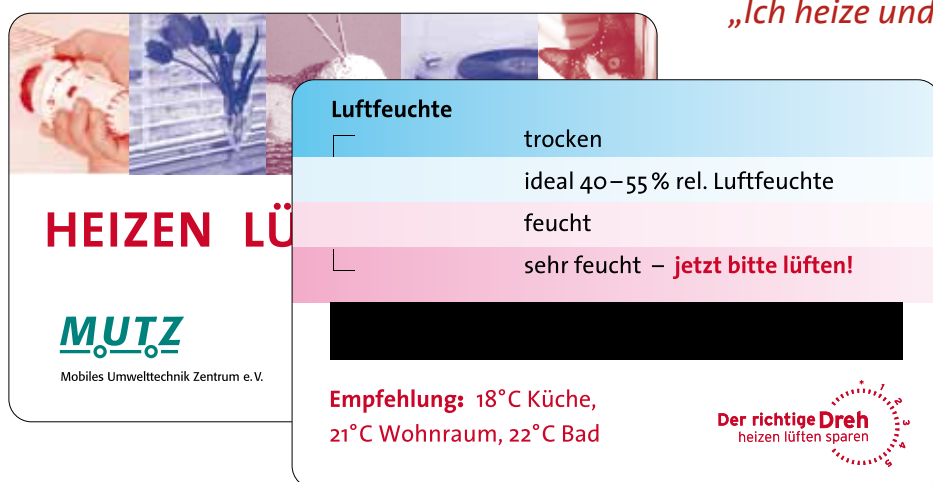 „Ich heize und
Luftfeuchte
trocken
ideal 40–55% rel. Luftfeuchte
feucht
sehr feucht – jetzt bitte lüften!
HEIZEN LÜ
MUTZ
Mobiles Umwelttechnik Zentrum e.V.
Empfehlung: 18°C Küche,
21°C Wohnraum, 22°C Bad
Der richtige Dreh
heizen lüften sparen
* 1 2 3 4 5